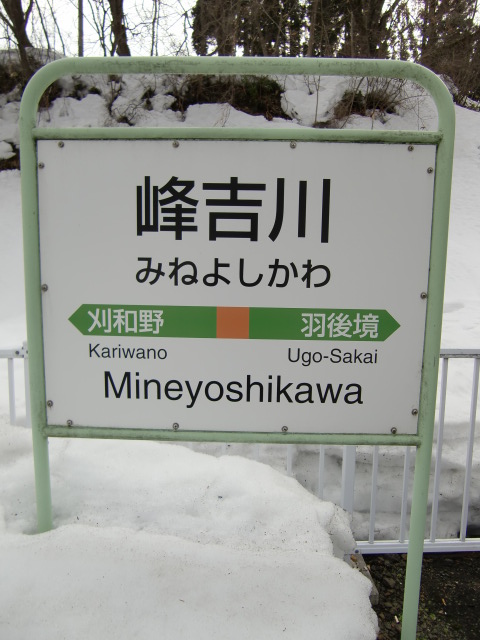 峰吉川
みねよしかわ
刈和野 羽後境
Kariwano Ugo-Sakai
Mineyoshikawa